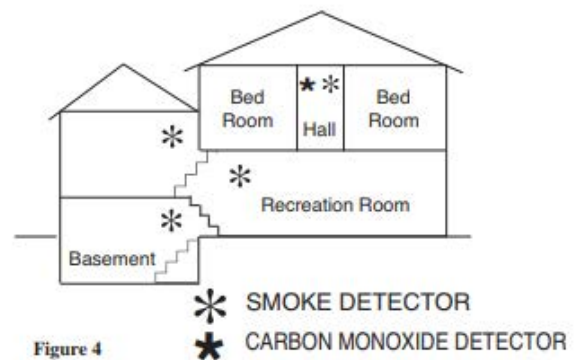 Bed
Room
Hall
Bed
Room
Recreation Room
Basement
SMOKE DETECTOR
CARBON MONOXIDE DETECTOR
Figure 4